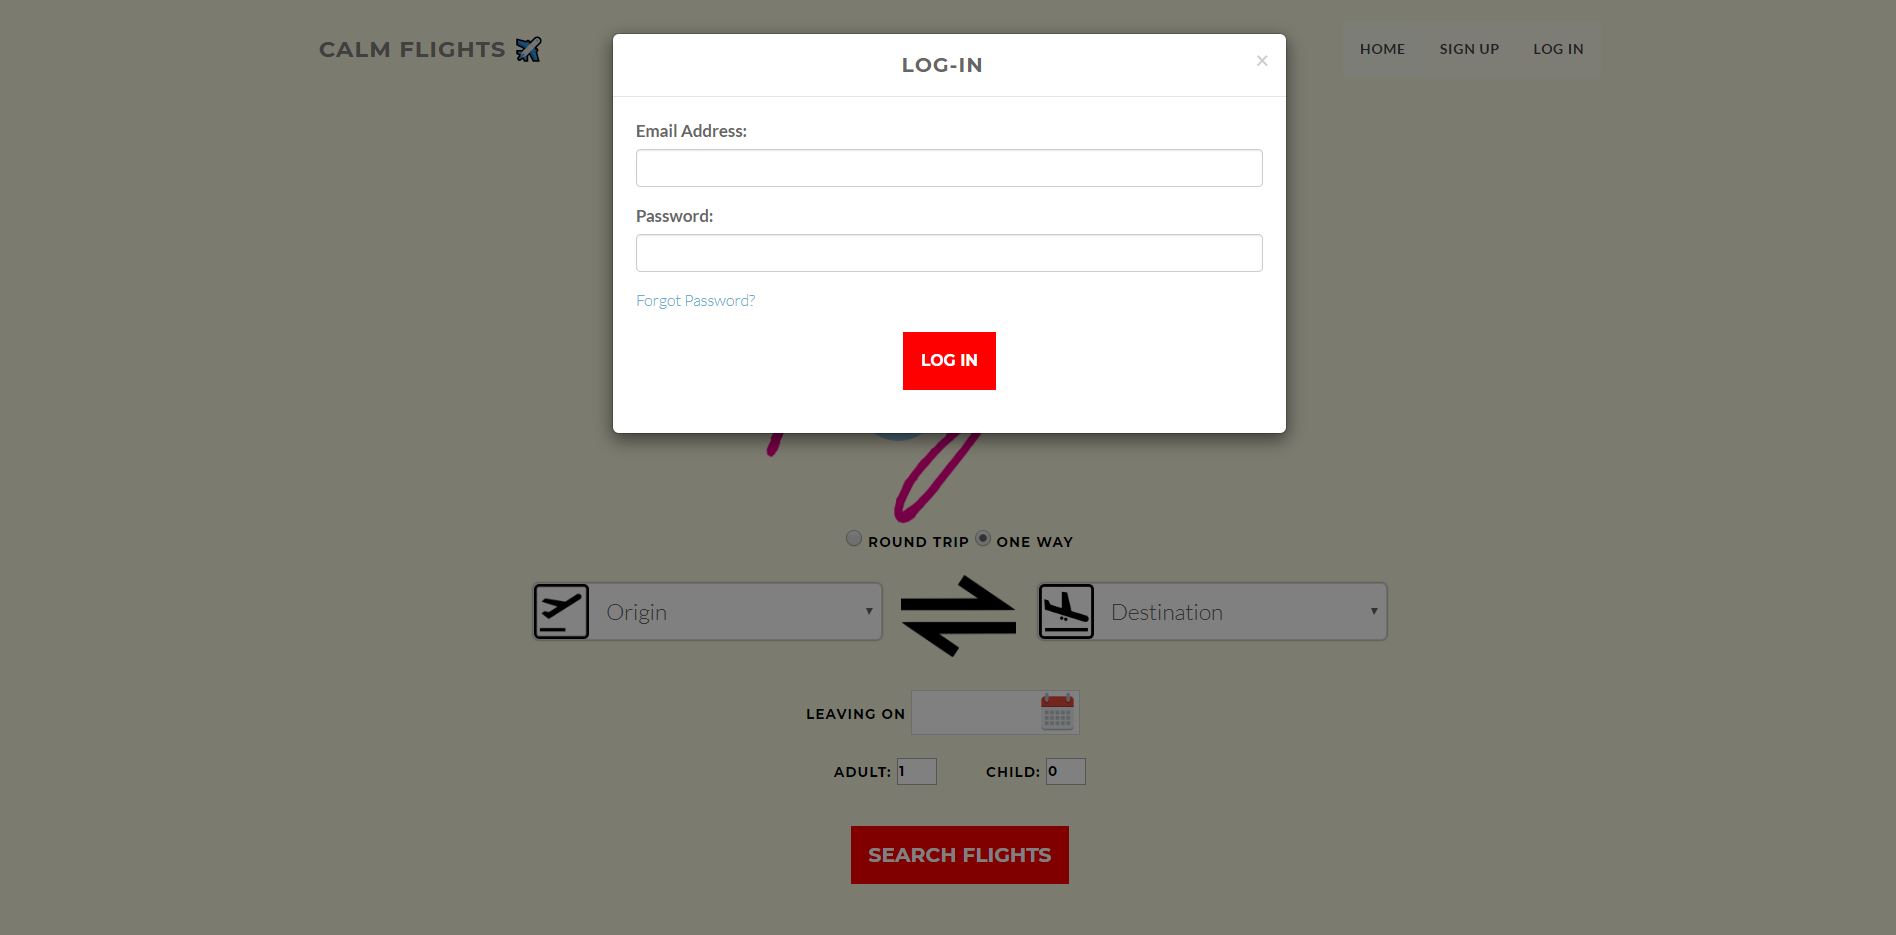 CALM FLIGHTS
HOME SIGN UP LOG IN
LOG-IN
×
Email Address:
Password:
Forgot Password?
LOG IN
ROUND TRIP ONE WAY
Origin
Destination
LEAVING ON
ADULT: 1 CHILD: 0
SEARCH FLIGHTS